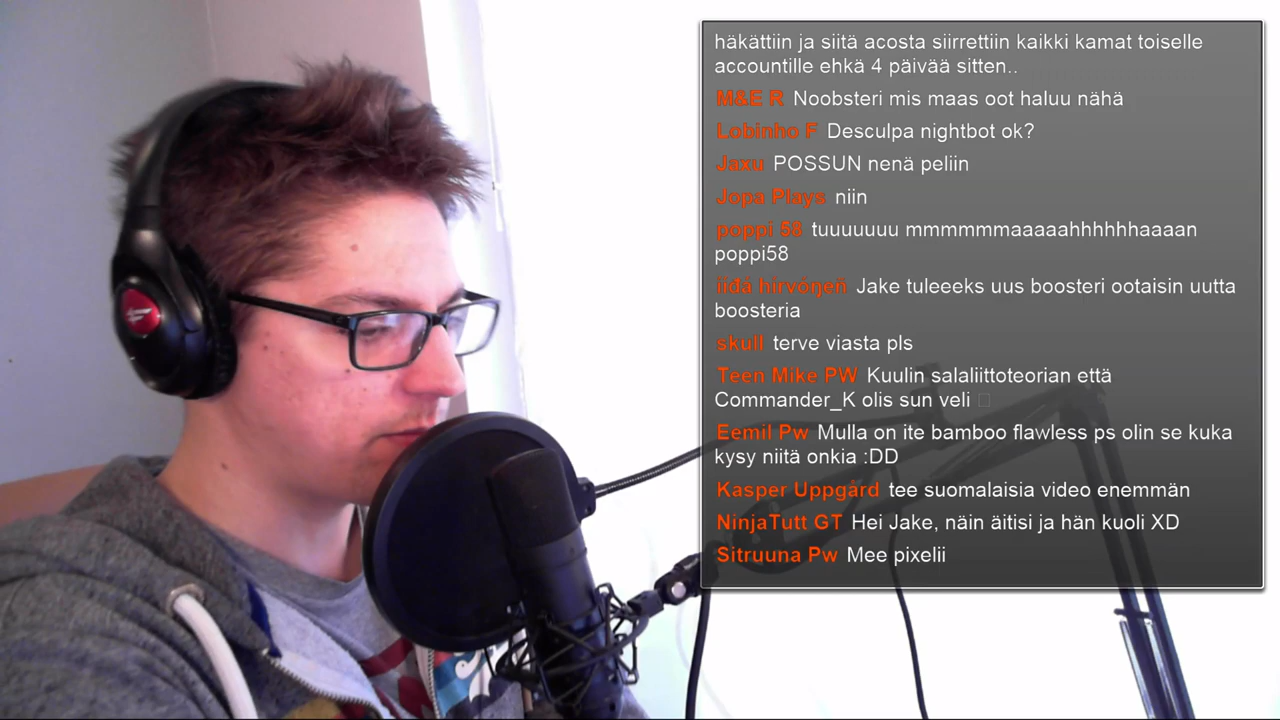 häkättiin ja siitä acosta siirrettiin kaikki kamat toiselle
accountille ehkä 4 päivää sitten..
M&E R Noobsteri mis maas oot haluu nähä
Lobinho F Desculpa nightbot ok?
Jaxu POSSUN nenä peliin
Jopa Plays niin
poppi 58 tuuuuuuu mmmmmmaaaaahhhhhhaaaan
poppi58
iidá hirvóŋeñ Jake tuleeeks uus boosteri ootaisin uutta
boosteria
skull terve viasta pls
Teen Mike PW Kuulin salaliittoteorian että
Commander_K olis sun veli
Eemil Pw Mulla on ite bamboo flawless ps olin se kuka
kysy niitä onkia :DD
Kasper Uppgård tee suomalaisia video enemmän
NinjaTutt GT Hei Jake, näin äitisi ja hän kuoli XD
Sitruuna Pw Mee pixelii